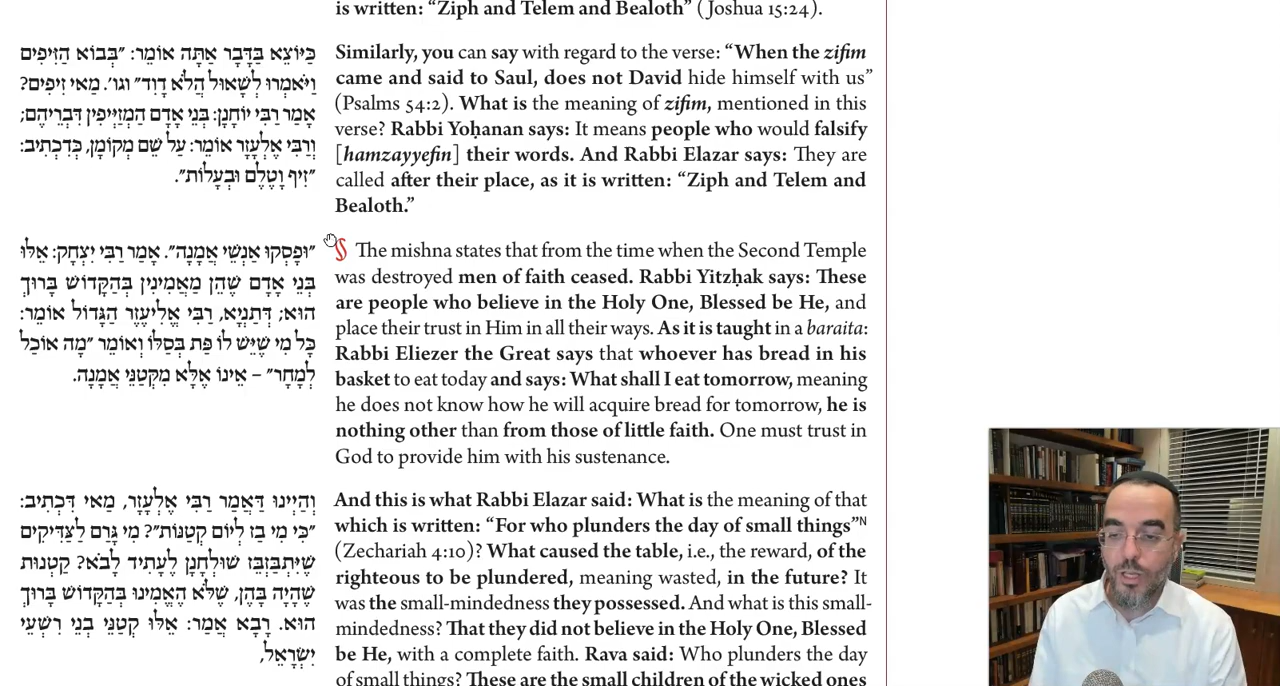 is written: “Ziph and Telem and Bealoth” (Joshua 15:24).
כַּיּוֹצֵא בַּדָּבָר אַתָּה אוֹמֵר: ״בְּבוֹא הַזִּיפִים
וַיֹּאמְרוּ לְשָׁאוּל הֲלֹא דָוִד״ וגו׳. מַאי זִיפִים?
אָמַר רַבִּי יוֹחָנָן: בְּנֵי אָדָם הַמְזַיְּיפִין דִּבְרֵיהֶם;
וְרַבִּי אֶלְעָזָר אוֹמֵר: עַל שֵׁם מְקוֹמָן, כְּדִכְתִיב:
״זִיף וָטֶלֶם וּבְעָלוֹת״.
Similarly, you can say with regard to the verse: “When the zifim
came and said to Saul, does not David hide himself with us”
(Psalms 54:2). What is the meaning of zifim, mentioned in this
verse? Rabbi Yoḥanan says: It means people who would falsify
[hamzayyefin] their words. And Rabbi Elazar says: They are
called after their place, as it is written: “Ziph and Telem and
Bealoth.”
״וּפָסְקוּ אַנְשֵׁי אֲמָנָה״. אָמַר רַבִּי יִצְחָק: אֵלּוּ
בְּנֵי אָדָם שֶׁהֵן מַאֲמִינִין בְּהַקָּדוֹשׁ בָּרוּךְ
הוּא; דְּתַנְיָא, רַבִּי אֱלִיעֶזֶר הַגָּדוֹל אוֹמֵר:
כָּל מִי שֶׁיֵּשׁ לוֹ פַּת בְּסַלּוֹ וְאוֹמֵר ״מָה אוֹכַל
לְמָחָר״ – אֵינוֹ אֶלָּא מִקְּטַנֵּי אֲמָנָה.
§ The mishna states that from the time when the Second Temple
was destroyed men of faith ceased. Rabbi Yitzḥak says: These
are people who believe in the Holy One, Blessed be He, and
place their trust in Him in all their ways. As it is taught in a baraita:
Rabbi Eliezer the Great says that whoever has bread in his
basket to eat today and says: What shall I eat tomorrow, meaning
he does not know how he will acquire bread for tomorrow, he is
nothing other than from those of little faith. One must trust in
God to provide him with his sustenance.
וְהַיְינוּ דַּאֲמַר רַבִּי אֶלְעָזָר, מַאי דִּכְתִיב:
״כִּי מִי בַז לְיוֹם קְטַנּוֹת״? מִי גָּרַם לַצַּדִּיקִים
שֶׁיִּתְבַּזְבֵּז שׁוּלְחָנָן לֶעָתִיד לָבֹא? קַטְנוּת
שֶׁהָיָה בָּהֶן, שֶׁלֹּא הֶאֱמִינוּ בְּהַקָּדוֹשׁ בָּרוּךְ
הוּא. רָבָא אָמַר: אֵלּוּ קְטַנֵּי בְּנֵי רִשְׁעֵי
יִשְׂרָאֵל,
And this is what Rabbi Elazar said: What is the meaning of that
which is written: “For who plunders the day of small things”N
(Zechariah 4:10)? What caused the table, i.e., the reward, of the
righteous to be plundered, meaning wasted, in the future? It
was the small-mindedness they possessed. And what is this small-
mindedness? That they did not believe in the Holy One, Blessed
be He, with a complete faith. Rava said: Who plunders the day
of small things? These are the small children of the wicked ones